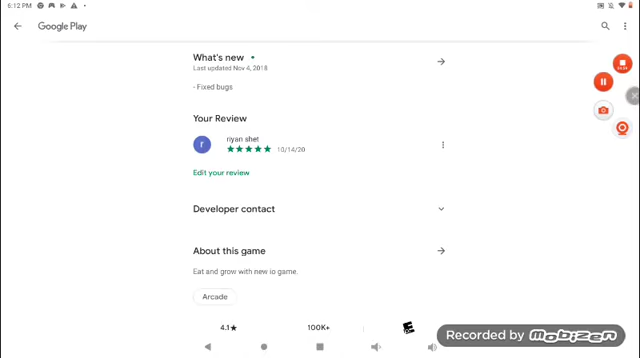 6:12 PM
Google Play
What's new
Last updated Nov 4, 2018
- Fixed bugs
Your Review
r
riyan shet
10/14/20
Edit your review
Developer contact
About this game
Eat and grow with new io game.
Arcade
4.1★
100K+
E
Recorded by Mobizen